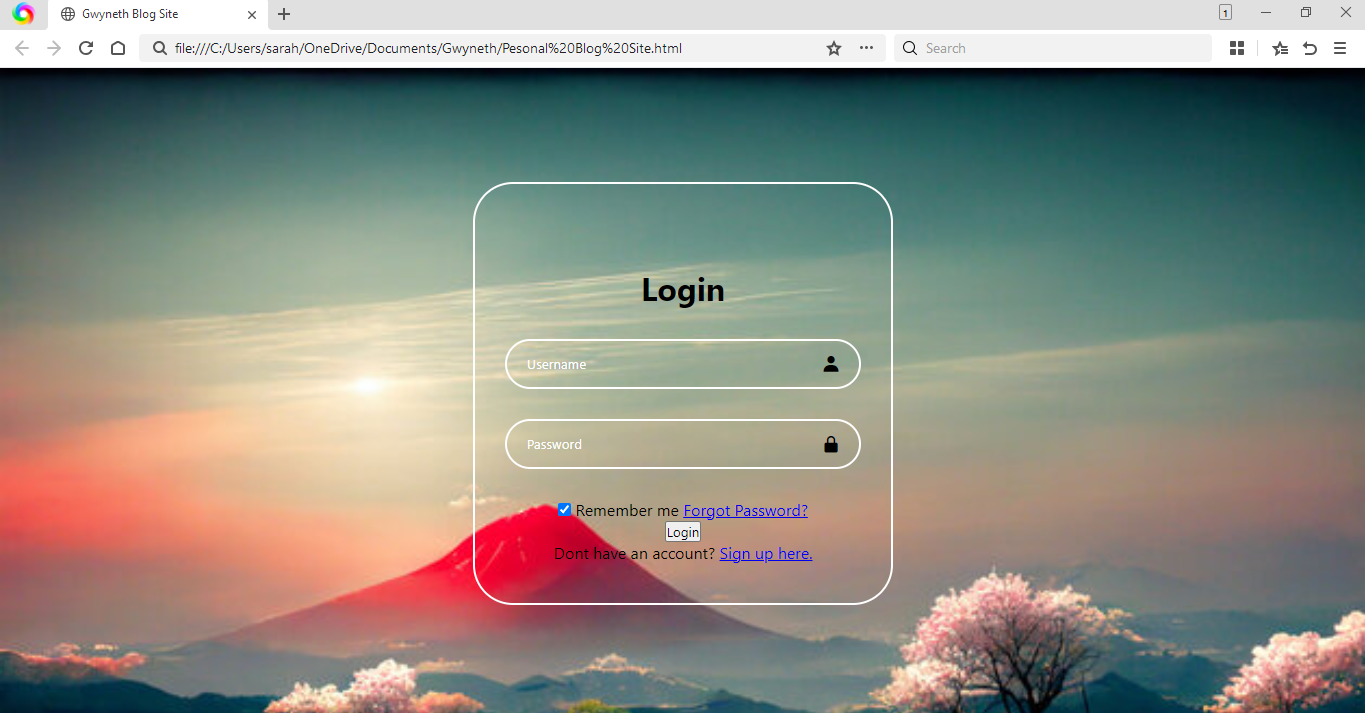 Gwyneth Blog Site
1
file:///C:/Users/sarah/OneDrive/Documents/Gwyneth/Pesonal%20Blog%20Site.html
Search
Login
Username
Password
Remember me Forgot Password?
Login
Dont have an account? Sign up here.